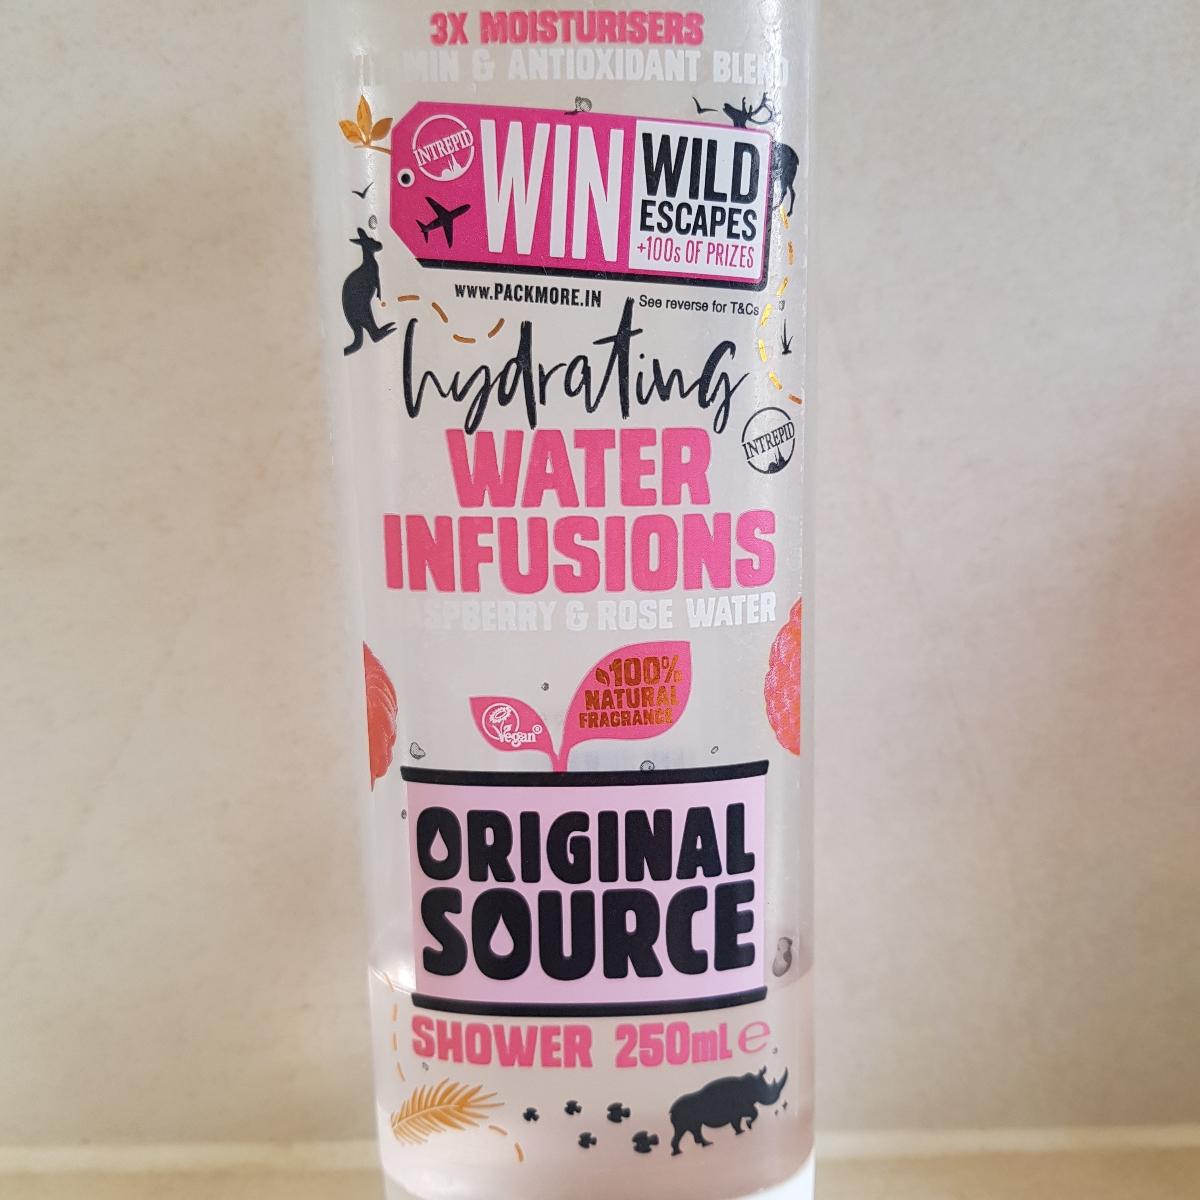 3X MOISTURISERS
& ANTIOXIDANT BLEND
INTREPID
WIN
WILD
ESCAPES
+100s OF PRIZES
www.PACKMORE.IN
See reverse for T&Cs
hydrating
INTREPID
WATER
INFUSIONS
& ROSE WATER
100%
NATURAL
FRAGRANCE
Vegan
ORIGINAL
SOURCE
SHOWER 250mL e